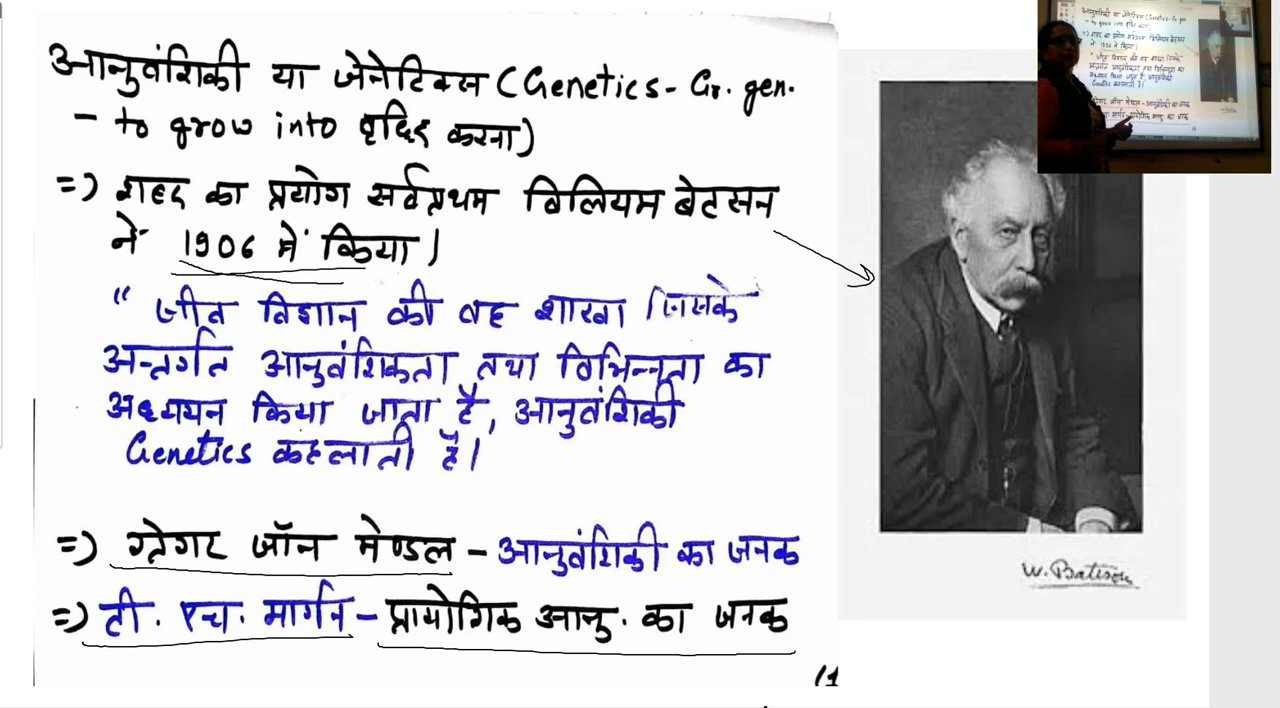 आनुवंशिकी या जेनेटिक्स (Genetics - Gr. gen.
- to grow into वृद्धि करना)
=) शब्द का प्रयोग सर्वप्रथम विलियम बेटसन
ने 1906 में किया।
“ जीव विज्ञान की वह शाखा जिसके
अन्तर्गत आनुवंशिकता तथा विभिन्नता का
अध्ययन किया जाता है, आनुवंशिकी
Genetics कहलाती है।
=) ग्रेगर जॉन मेण्डल - आनुवंशिकी का जनक
=) टी. एच. मार्गन - प्रायोगिक आनु. का जनक
W. Bateson